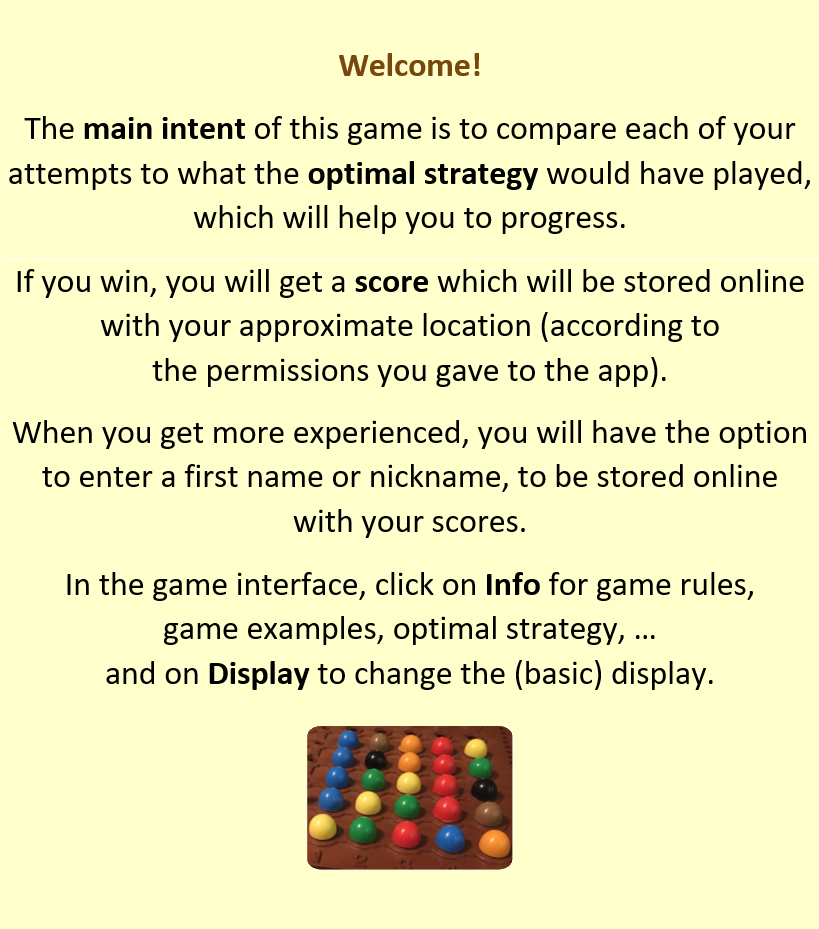 Welcome!
The main intent of this game is to compare each of your
attempts to what the optimal strategy would have played,
which will help you to progress.
If you win, you will get a score which will be stored online
with your approximate location (according to
the permissions you gave to the app).
When you get more experienced, you will have the option
to enter a first name or nickname, to be stored online
with your scores.
In the game interface, click on Info for game rules,
game examples, optimal strategy, ...
and on Display to change the (basic) display.